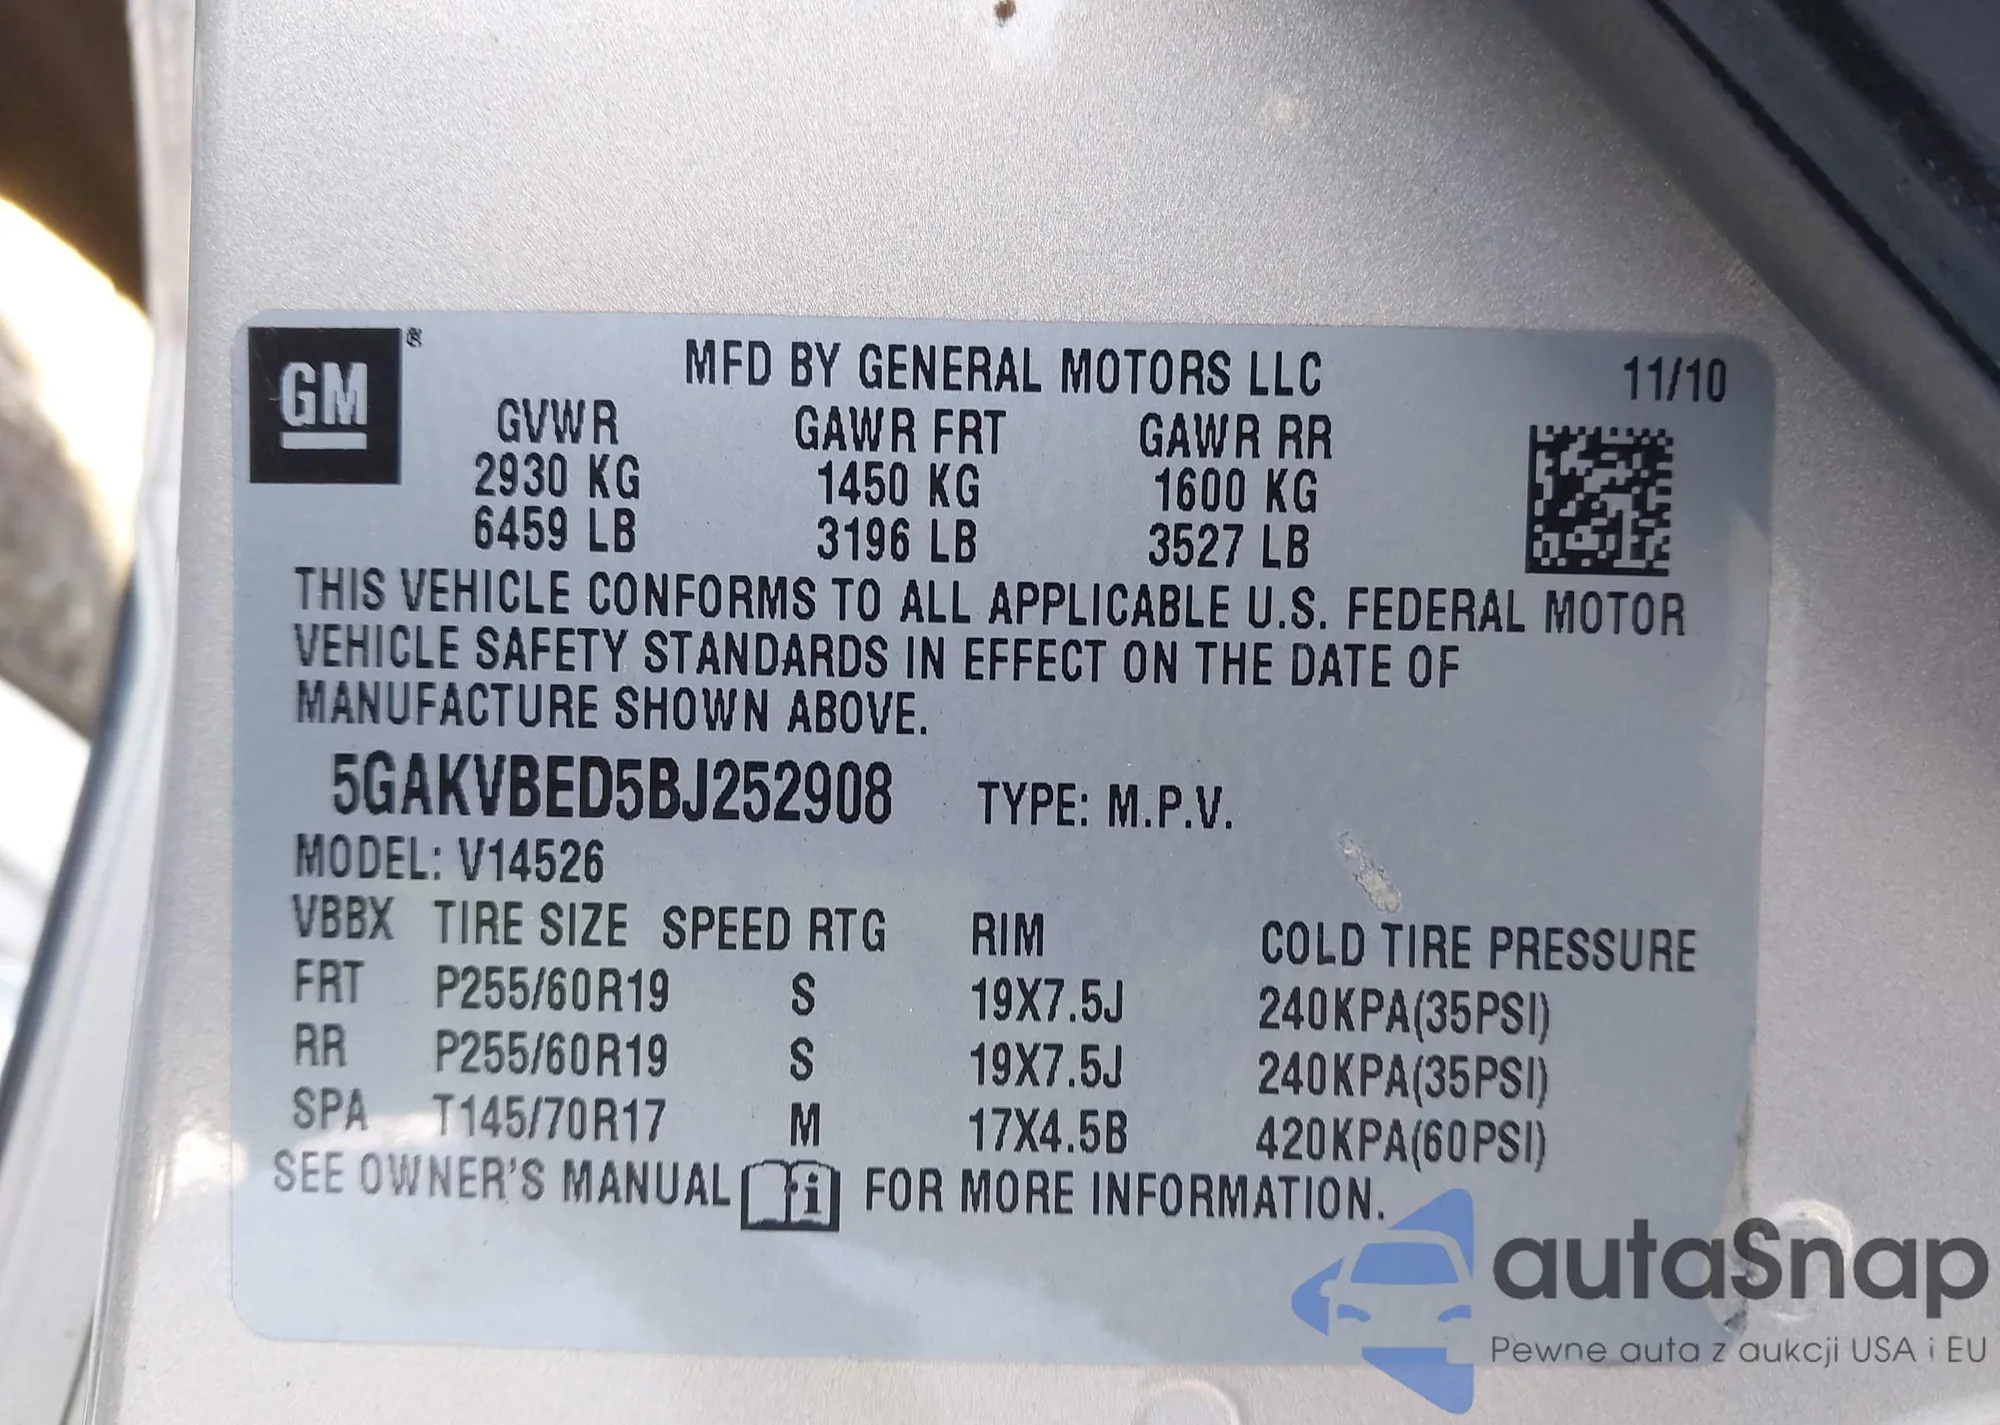 GM®
MFD BY GENERAL MOTORS LLC 11/10
GVWR GAWR FRT GAWR RR
2930 KG 1450 KG 1600 KG
6459 LB 3196 LB 3527 LB
THIS VEHICLE CONFORMS TO ALL APPLICABLE U.S. FEDERAL MOTOR
VEHICLE SAFETY STANDARDS IN EFFECT ON THE DATE OF
MANUFACTURE SHOWN ABOVE.
5GAKVBED5BJ252908 TYPE: M.P.V.
MODEL: V14526
VBBX TIRE SIZE SPEED RTG RIM COLD TIRE PRESSURE
FRT P255/60R19 S 19X7.5J 240KPA(35PSI)
RR P255/60R19 S 19X7.5J 240KPA(35PSI)
SPA T145/70R17 M 17X4.5B 420KPA(60PSI)
SEE OWNER'S MANUAL i FOR MORE INFORMATION.
autaSnap
Pewne auta z aukcji USA i EU